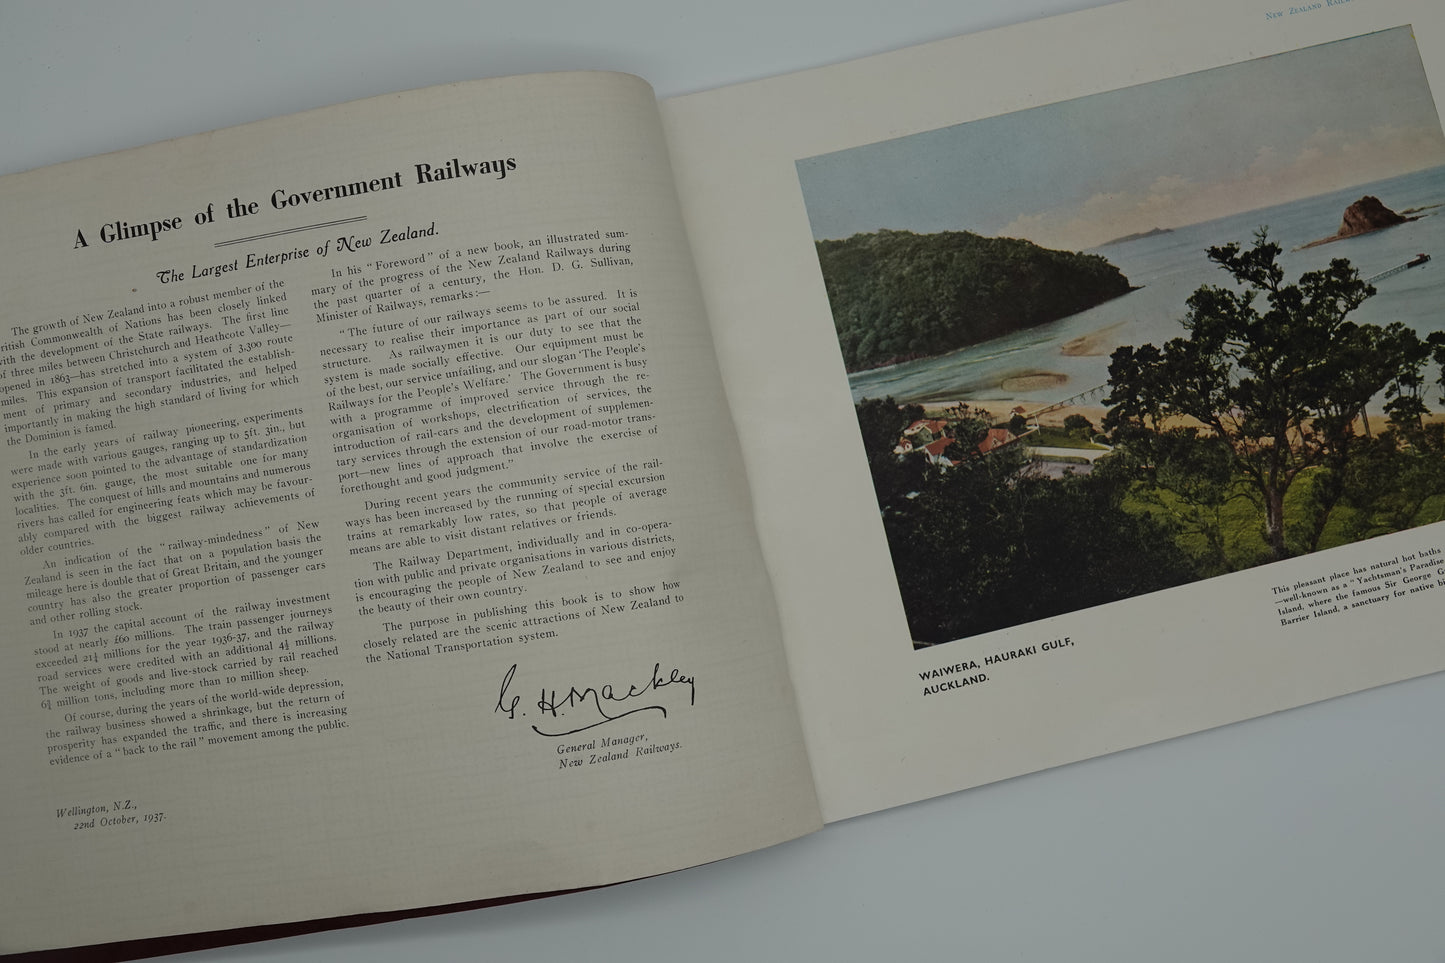 A Glimpse of the Government Railways
The Largest Enterprise of New Zealand.
The growth of New Zealand into a robust member of the
ritish Commonwealth of Nations has been closely linked
with the development of the State railways. The first line
of three miles between Christchurch and Heathcote Valley—
opened in 1863—has stretched into a system of 3,300 route
miles. This expansion of transport facilitated the establish-
ment of primary and secondary industries, and helped
importantly in making the high standard of living for which
the Dominion is famed.
In the early years of railway pioneering, experiments
were made with various gauges, ranging up to 5ft. 3in., but
experience soon pointed to the advantage of standardization
with the 3ft. 6in. gauge, the most suitable one for many
localities. The conquest of hills and mountains and numerous
rivers has called for engineering feats which may be favour-
ably compared with the biggest railway achievements of
older countries.
An indication of the "railway-mindedness" of New
Zealand is seen in the fact that on a population basis the
mileage here is double that of Great Britain, and the younger
country has also the greater proportion of passenger cars
and other rolling stock.
In 1937 the capital account of the railway investment
stood at nearly £60 millions. The train passenger journeys
exceeded 21¼ millions for the year 1936-37, and the railway
road services were credited with an additional 4½ millions.
The weight of goods and live-stock carried by rail reached
6¾ million tons, including more than 10 million sheep.
Of course, during the years of the world-wide depression,
the railway business showed a shrinkage, but the return of
prosperity has expanded the traffic, and there is increasing
evidence of a "back to the rail" movement among the public.
Wellington, N.Z.,
22nd October, 1937.
In his "Foreword" of a new book, an illustrated sum-
mary of the progress of the New Zealand Railways during
the past quarter of a century, the Hon. D. G. Sullivan,
Minister of Railways, remarks:—
"The future of our railways seems to be assured. It is
necessary to realise their importance as part of our social
structure. As railwaymen it is our duty to see that the
system is made socially effective. Our equipment must be
of the best, our service unfailing, and our slogan 'The People's
Railways for the People's Welfare.' The Government is busy
with a programme of improved service through the re-
organisation of workshops, electrification of services, the
introduction of rail-cars and the development of supplemen-
tary services through the extension of our road-motor trans-
port—new lines of approach that involve the exercise of
forethought and good judgment."
During recent years the community service of the rail-
ways has been increased by the running of special excursion
trains at remarkably low rates, so that people of average
means are able to visit distant relatives or friends.
The Railway Department, individually and in co-opera-
tion with public and private organisations in various districts,
is encouraging the people of New Zealand to see and enjoy
the beauty of their own country.
The purpose in publishing this book is to show how
closely related are the scenic attractions of New Zealand to
the National Transportation system.
G. H. Mackley
General Manager,
New Zealand Railways.
New Zealand Railw
WAIWERA, HAURAKI GULF,
AUCKLAND.
This pleasant place has natural hot baths
—well-known as a "Yachtsman's Paradise
Island, where the famous Sir George G
Barrier Island, a sanctuary for native bi